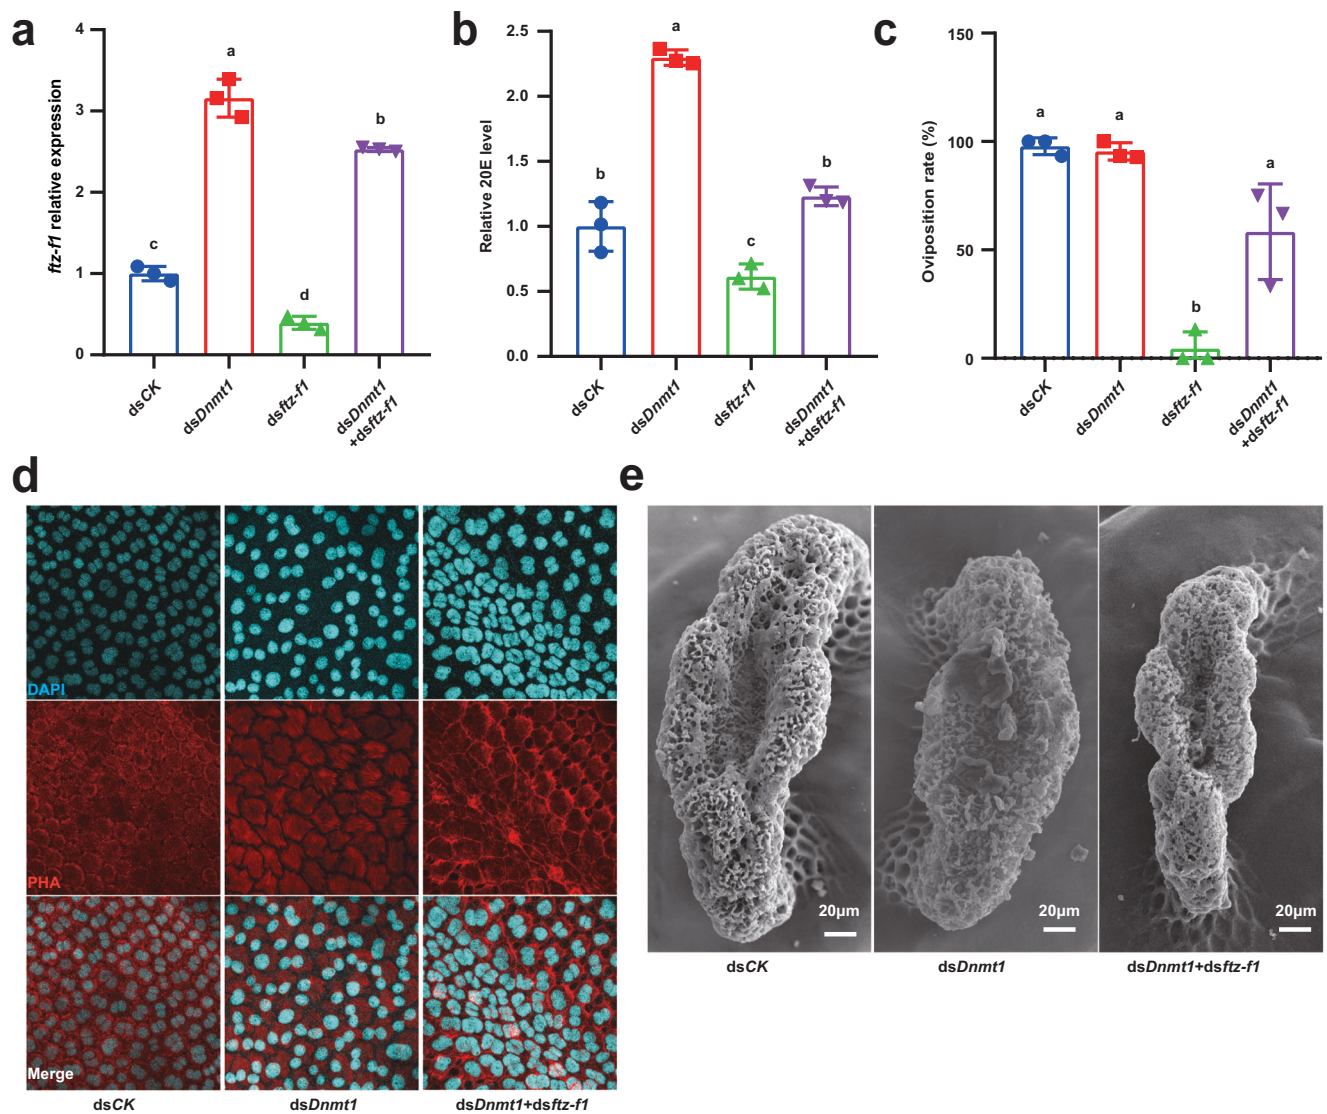 a
ftz-f1 relative expression
4
3
2
1
0
a
b
c
d
dsCK
dsDnmt1
dsftz-f1
dsDnmt1
+dsftz-f1
b
Relative 20E level
2.5
2.0
1.5
1.0
0.5
0.0
a
b
b
c
dsCK
dsDnmt1
dsftz-f1
dsDnmt1
+dsftz-f1
c
Oviposition rate (%)
150
100
50
0
a
a
a
b
dsCK
dsDnmt1
dsftz-f1
dsDnmt1
+dsftz-f1
d
DAPI
PHA
Merge
dsCK
dsDnmt1
dsDnmt1+dsftz-f1
e
20μm
20μm
20μm
dsCK
dsDnmt1
dsDnmt1+dsftz-f1